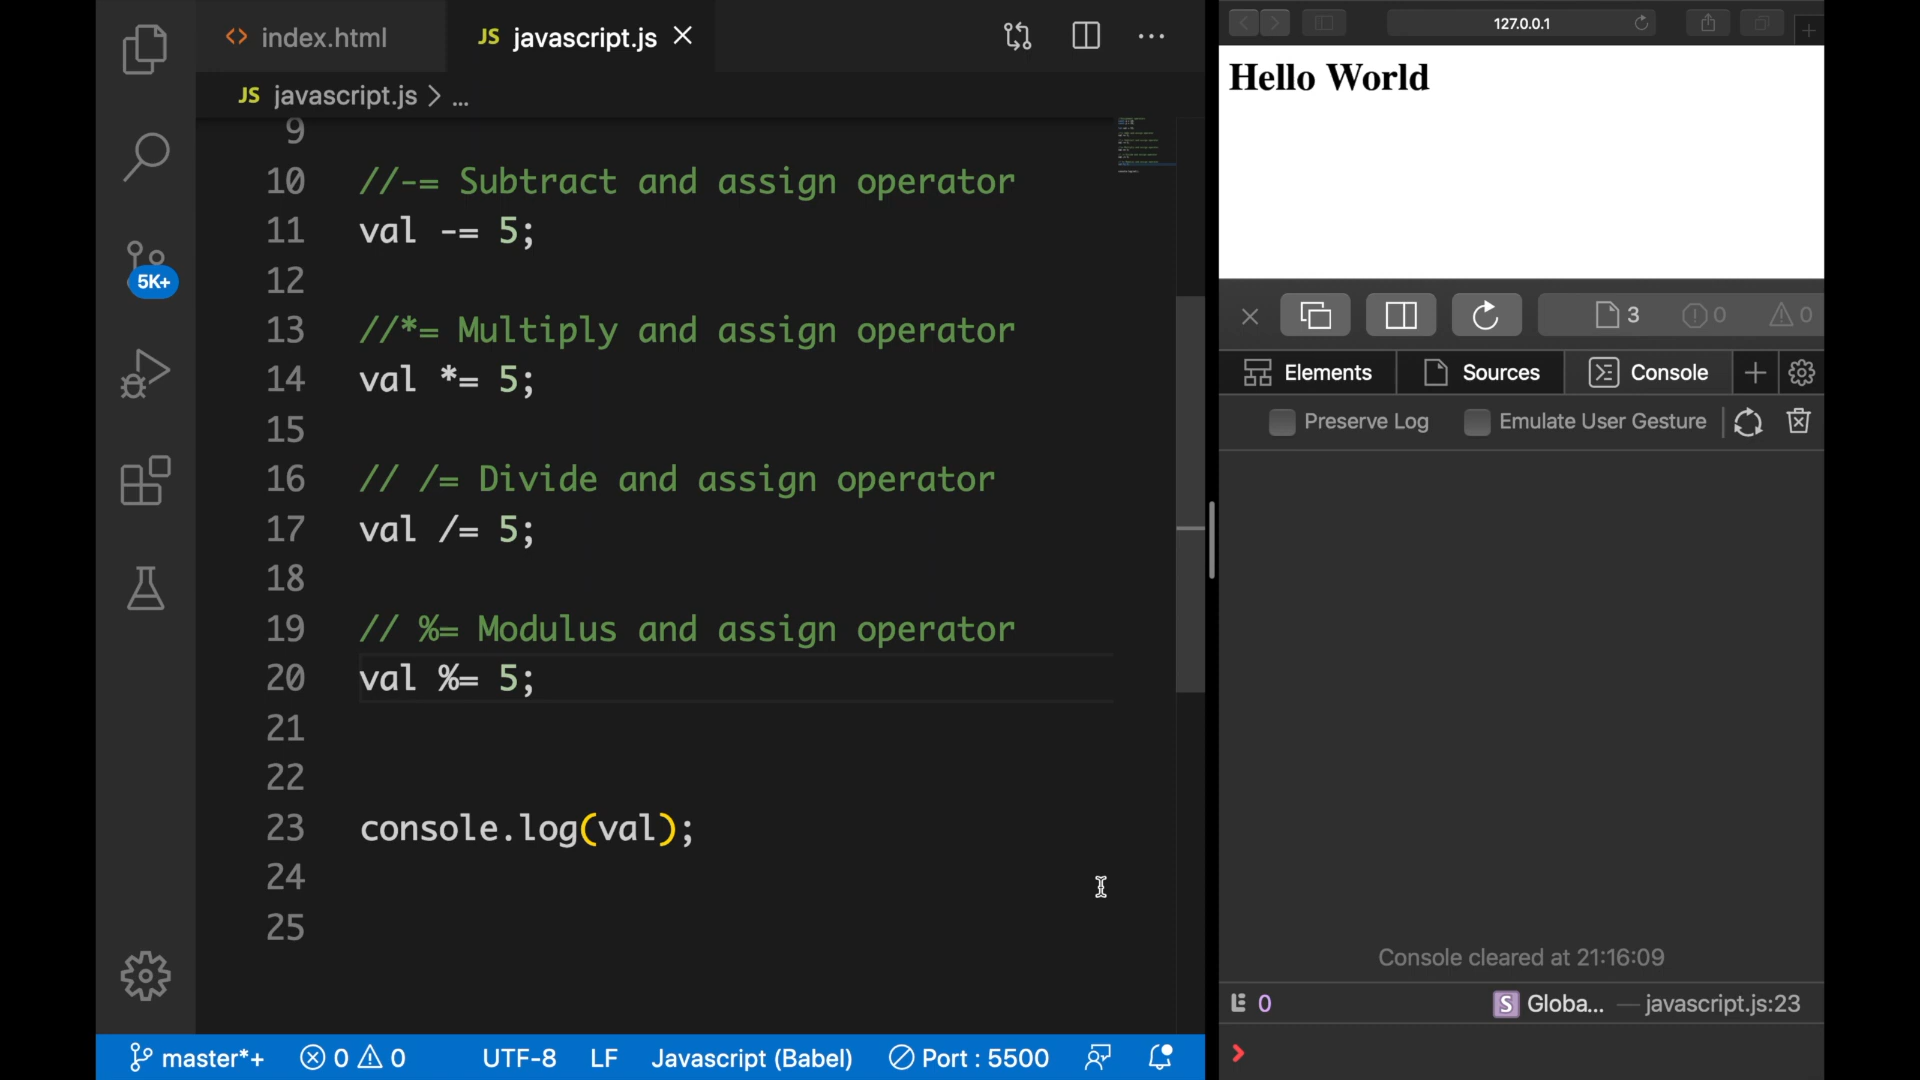 <> index.html
JS javascript.js
JS javascript.js > ...
9
10 //-= Subtract and assign operator
11 val -= 5;
12
13 //*= Multiply and assign operator
14 val *= 5;
15
16 // /= Divide and assign operator
17 val /= 5;
18
19 // %= Modulus and assign operator
20 val %= 5;
21
22
23 console.log(val);
24
25
5K+
master*+ 0 0 UTF-8 LF Javascript (Babel) Port : 5500
127.0.0.1
Hello World
3 0 0
Elements Sources Console
Preserve Log Emulate User Gesture
Console cleared at 21:16:09
0 S Globa... — javascript.js:23